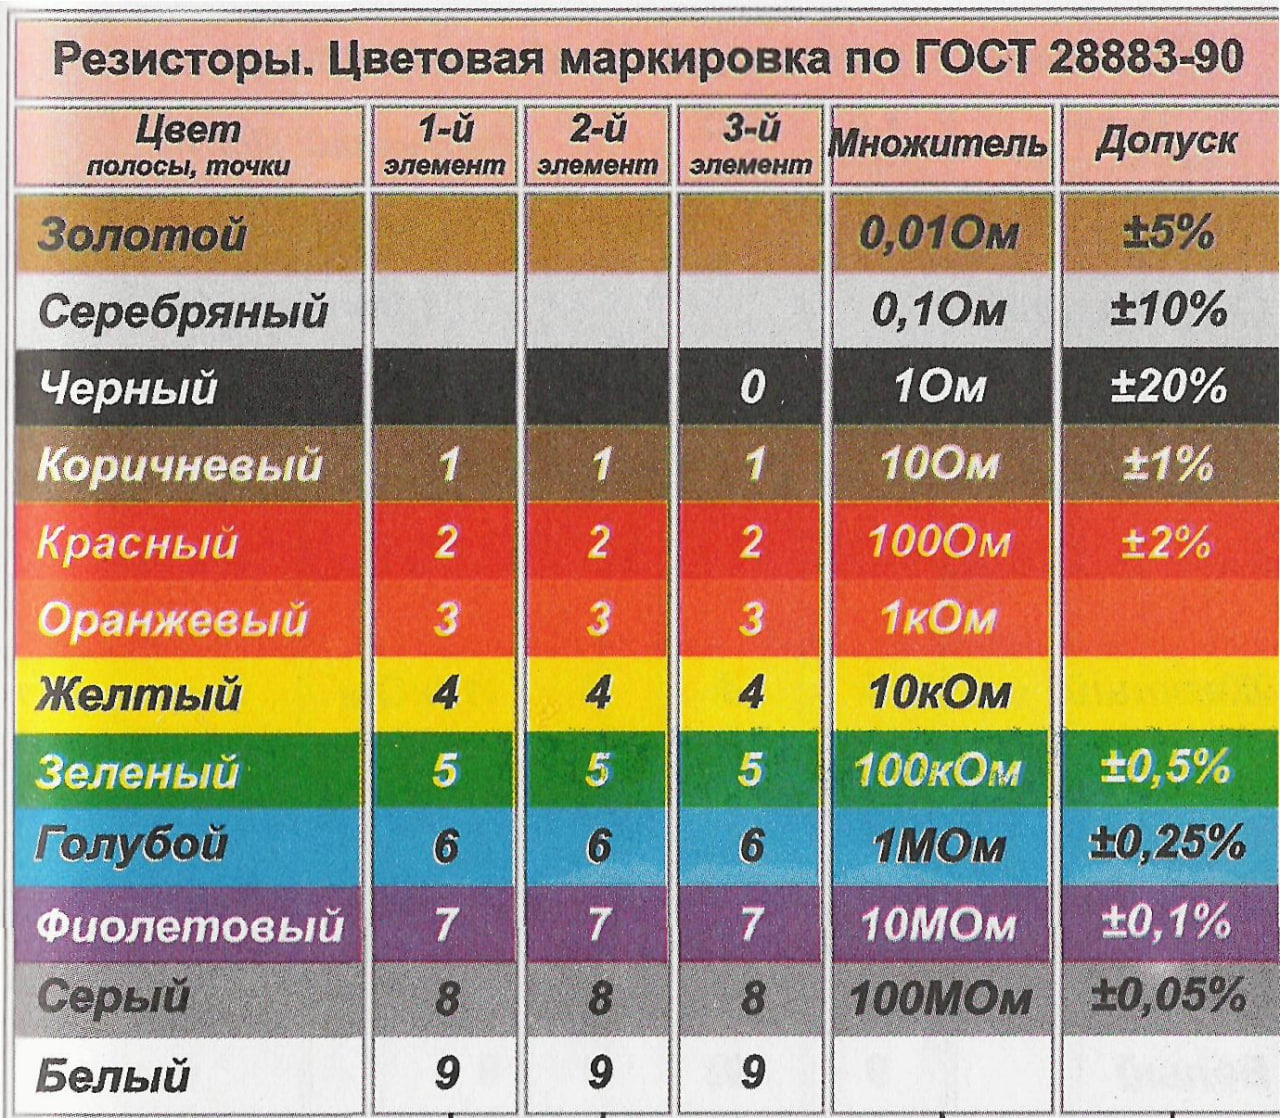 Резисторы. Цветовая маркировка по ГОСТ 28883-90
Цвет полосы, точки 1-й элемент 2-й элемент 3-й элемент Множитель Допуск
Золотой 0,01Ом ±5%
Серебряный 0,1Ом ±10%
Черный 0 1Ом ±20%
Коричневый 1 1 1 10Ом ±1%
Красный 2 2 2 100Ом ±2%
Оранжевый 3 3 3 1кОм
Желтый 4 4 4 10кОм
Зеленый 5 5 5 100кОм ±0,5%
Голубой 6 6 6 1МОм ±0,25%
Фиолетовый 7 7 7 10МОм ±0,1%
Серый 8 8 8 100МОм ±0,05%
Белый 9 9 9